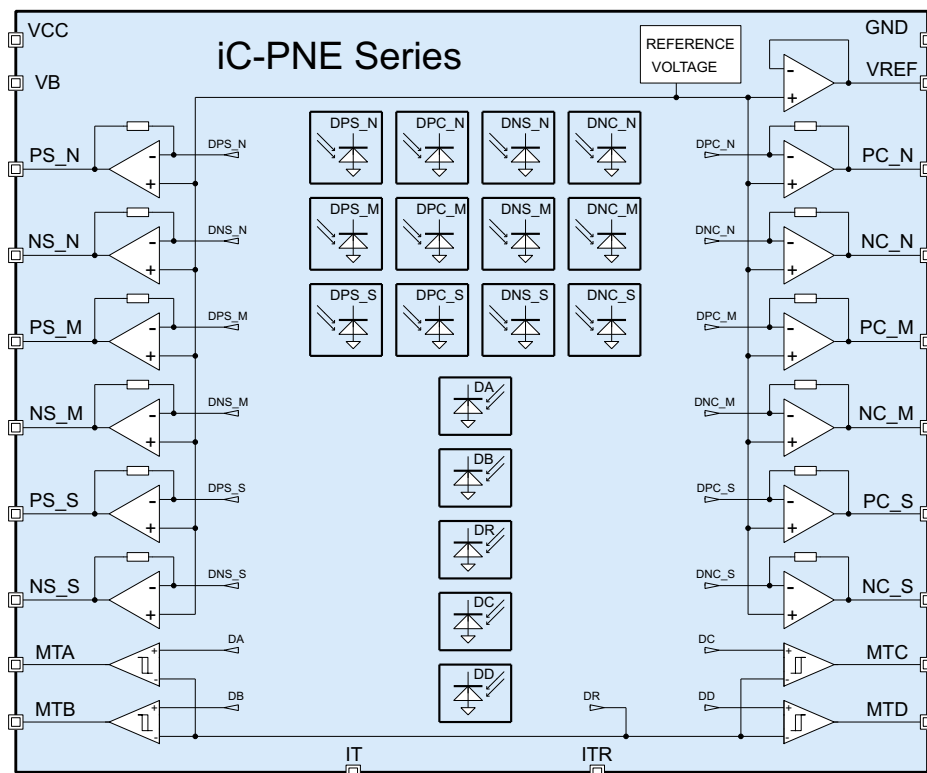 VCC
iC-PNE Series
REFERENCE
VOLTAGE
GND
VB
VREF
PS_N
DPS_N
DPS_N
DPC_N
DNS_N
DNC_N
DPC_N
PC_N
NS_N
DNS_N
DPS_M
DPC_M
DNS_M
DNC_M
DNC_N
NC_N
PS_M
DPS_M
DPS_S
DPC_S
DNS_S
DNC_S
DPC_M
PC_M
NS_M
DNS_M
DA
DNC_M
NC_M
PS_S
DPS_S
DB
DPC_S
PC_S
NS_S
DNS_S
DR
DNC_S
NC_S
MTA
DA
DC
DC
MTC
MTB
DB
DD
DR
DD
MTD
IT
ITR